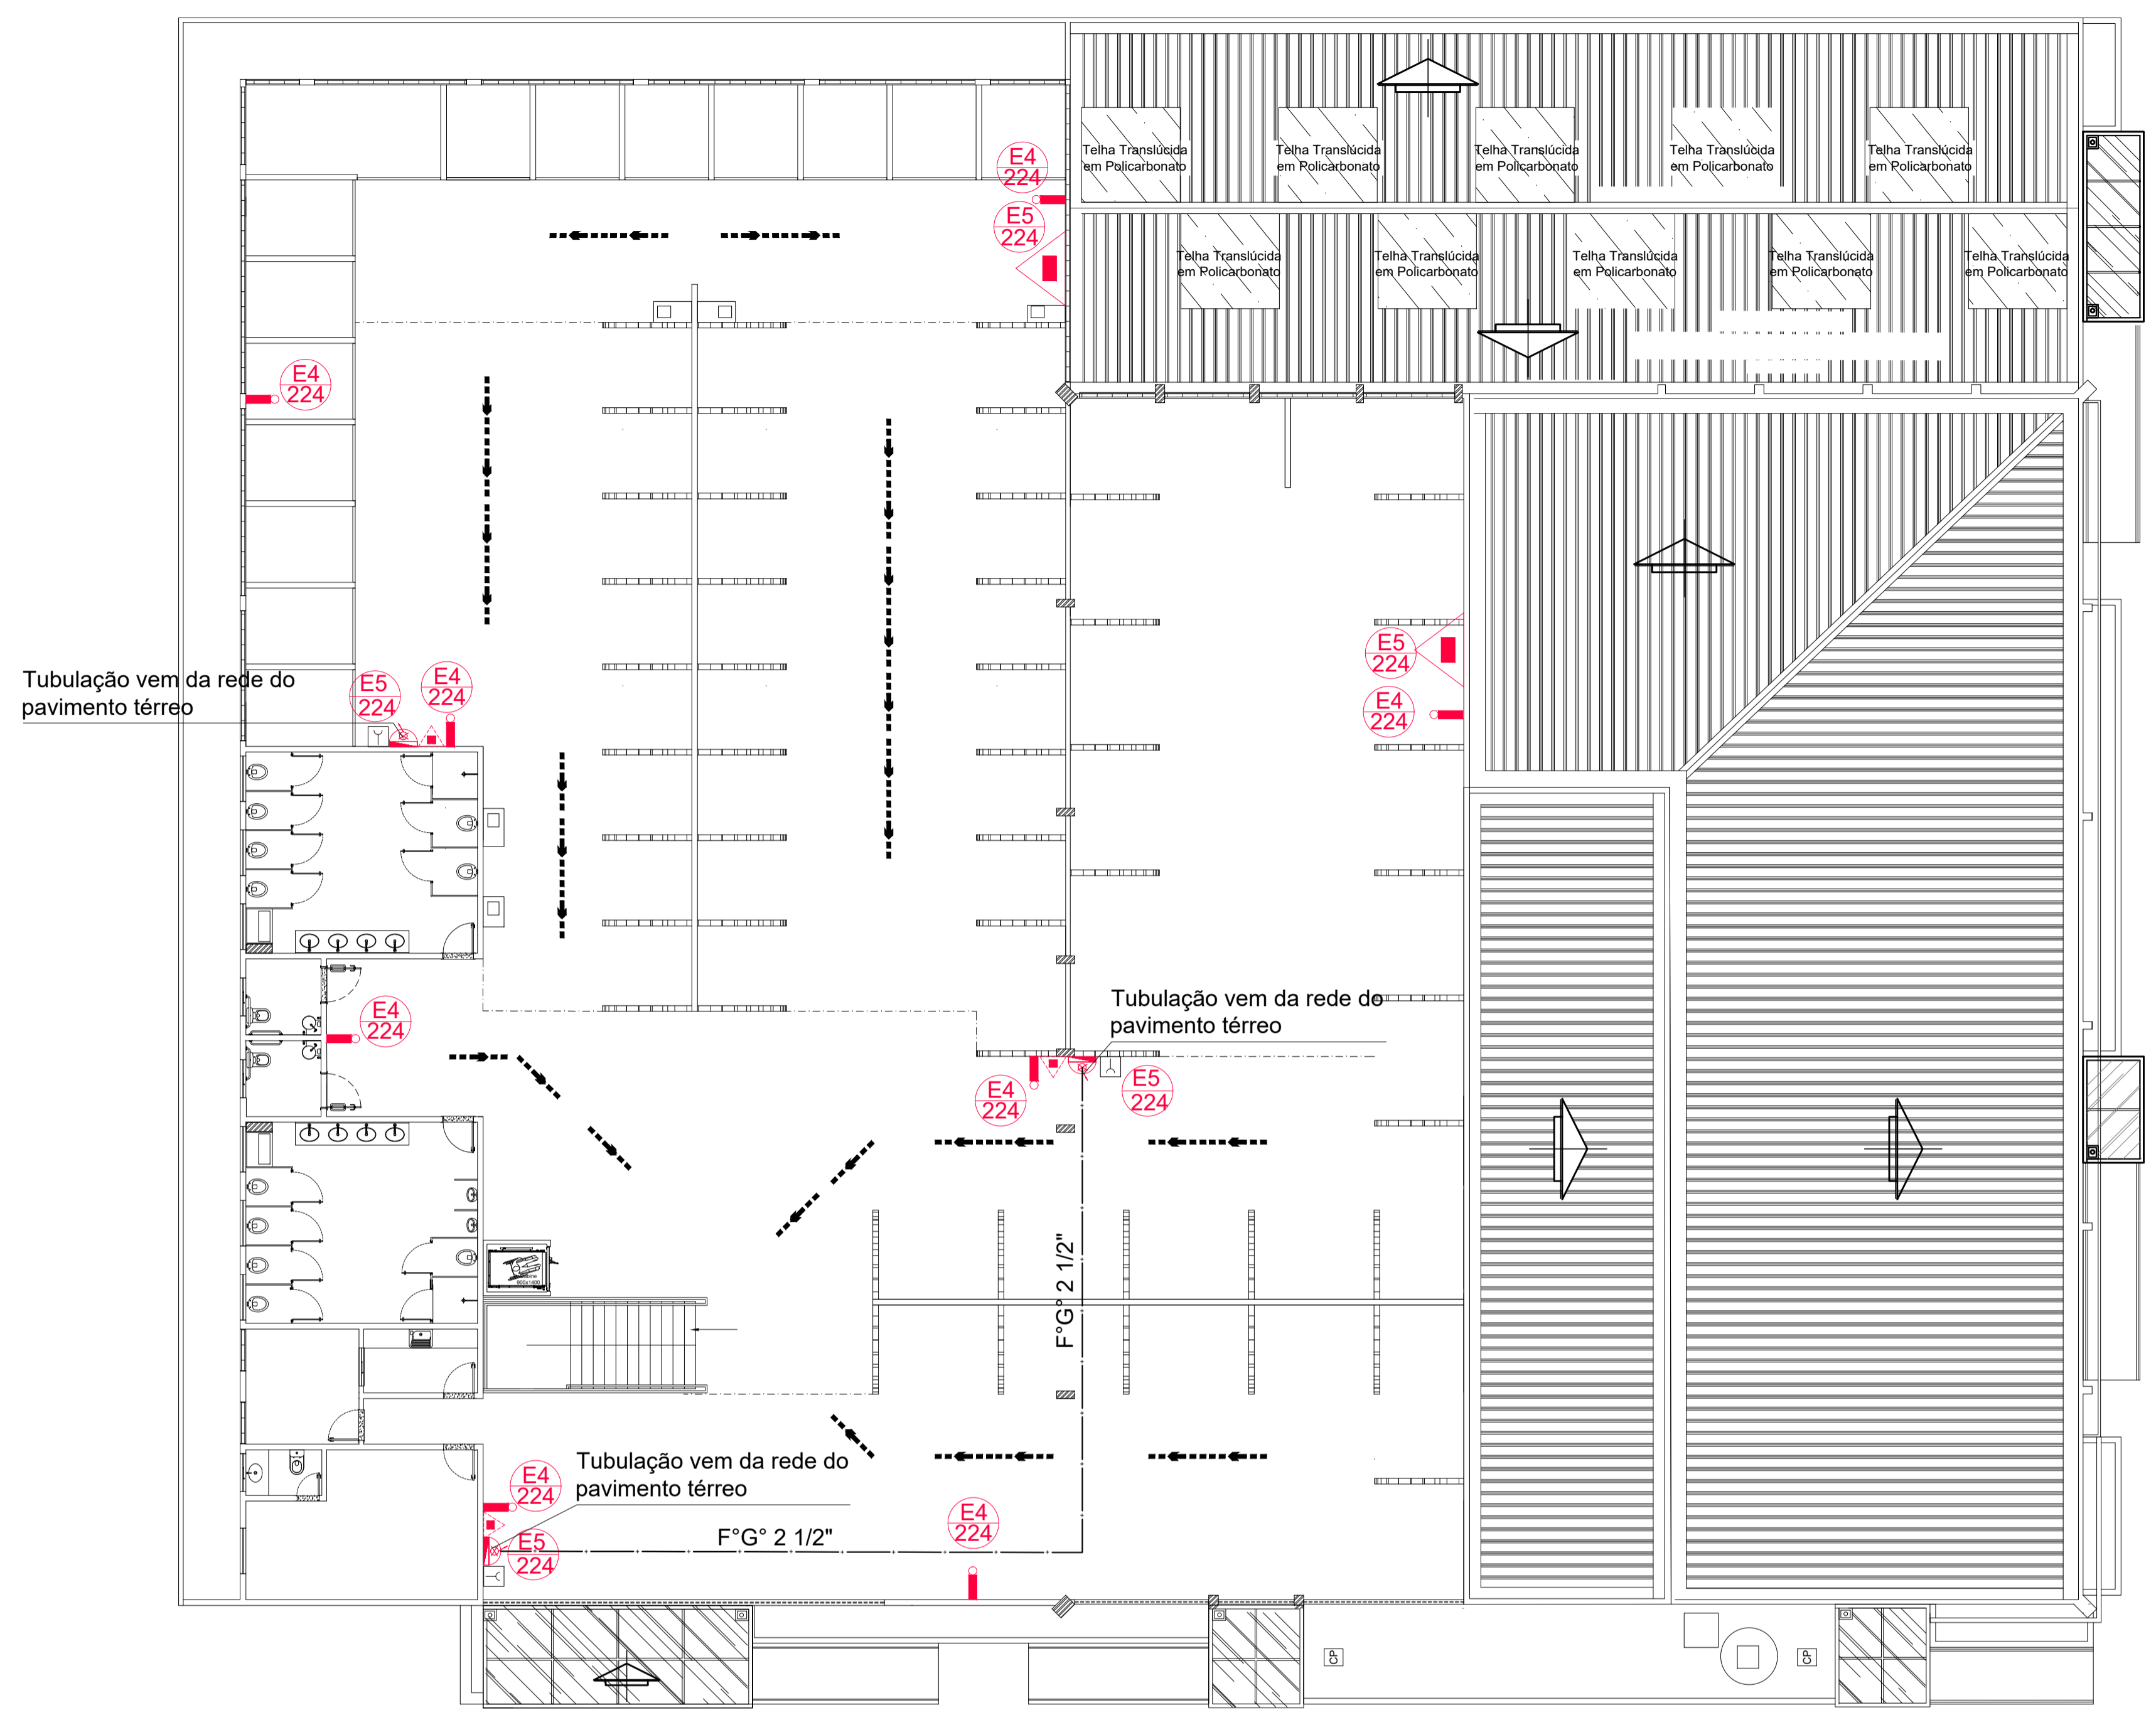 Telha Translúcida
em Policarbonato
Telha Translúcida
em Policarbonato
Telha Translúcida
em Policarbonato
Telha Translúcida
em Policarbonato
Telha Translúcida
em Policarbonato
E4
224
E5
224
Telha Translúcida
em Policarbonato
Telha Translúcida
em Policarbonato
Telha Translúcida
em Policarbonato
Telha Translúcida
em Policarbonato
Telha Translúcida
em Policarbonato
E4
224
E5
224
E4
224
Tubulação vem da rede do
pavimento térreo
E5
224
E4
224
E4
224
Tubulação vem da rede do
pavimento térreo
E4
224
E5
224
F°G° 2 1/2"
900x1400
Tubulação vem da rede do
pavimento térreo
E4
224
E5
224
F°G° 2 1/2"
E4
224
CP
CP